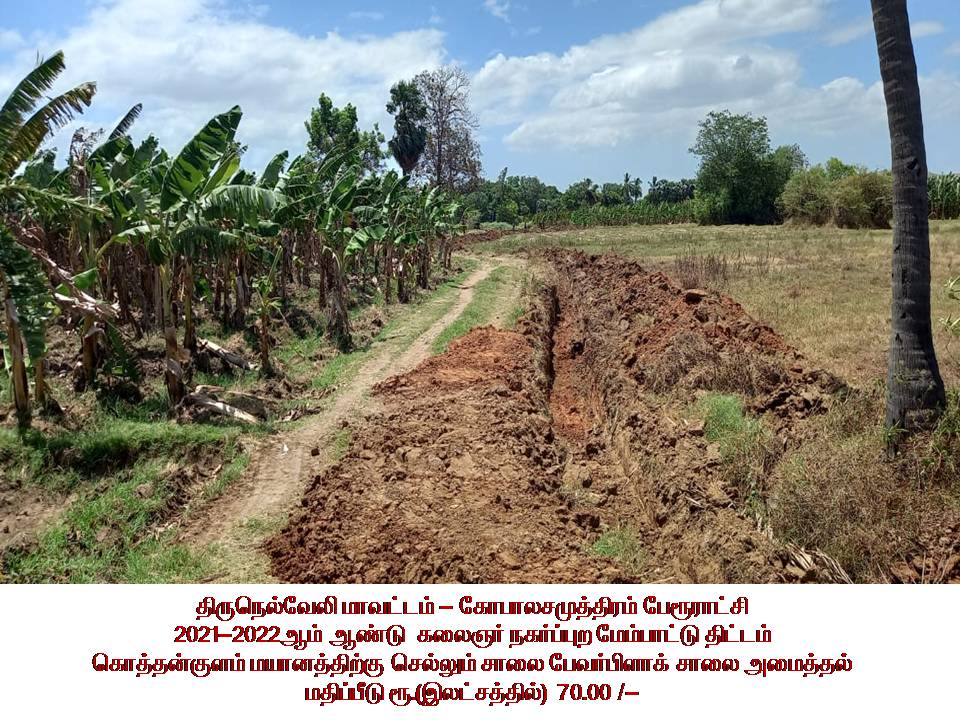 திருநெல்வேலி மாவட்டம் – கோபாலசமுத்திரம் பேரூராட்சி
2021–2022ஆம் ஆண்டு கலைஞர் நகர்ப்புற மேம்பாட்டு திட்டம்
கொத்தன்குளம் மயானத்திற்கு செல்லும் சாலை பேவர்பிளாக் சாலை அமைத்தல்
மதிப்பீடு ரூ.(இலட்சத்தில்) 70.00 /–